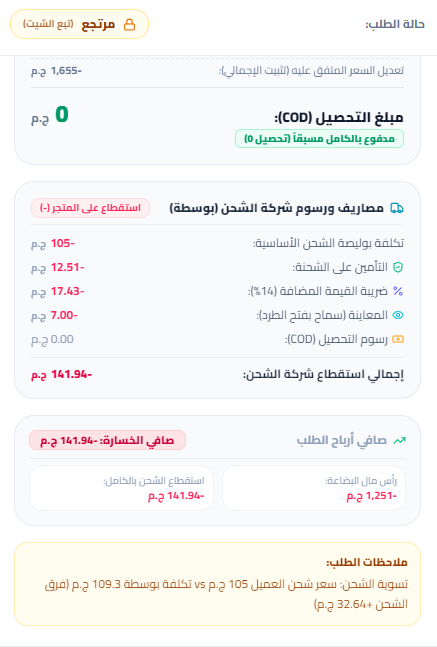 حالة الطلب:
مرتجع (تبع الشيت)
تعديل السعر المتفق عليه (تثبيت الإجمالي): -1,655 ج.م
مبلغ التحصيل (COD): 0 ج.م
مدفوع بالكامل مسبقاً (تحصيل 0)
مصاريف ورسوم شركة الشحن (بوسطة) استقطاع على المتجر (-)
تكلفة بوليصة الشحن الأساسية: -105 ج.م
التأمين على الشحنة: -12.51 ج.م
ضريبة القيمة المضافة (14%): -17.43 ج.م
المعاينة (سماح بفتح الطرد): -7.00 ج.م
رسوم التحصيل (COD): 0.00 ج.م
إجمالي استقطاع شركة الشحن: -141.94 ج.م
صافي أرباح الطلب صافي الخسارة: -141.94 ج.م
رأس مال البضاعة:
-1,251 ج.م
استقطاع الشحن بالكامل:
-141.94 ج.م
ملاحظات الطلب:
تسوية الشحن: سعر شحن العميل 105 ج.م vs تكلفة بوسطة 109.3 ج.م (فرق
الشحن +32.64 ج.م)